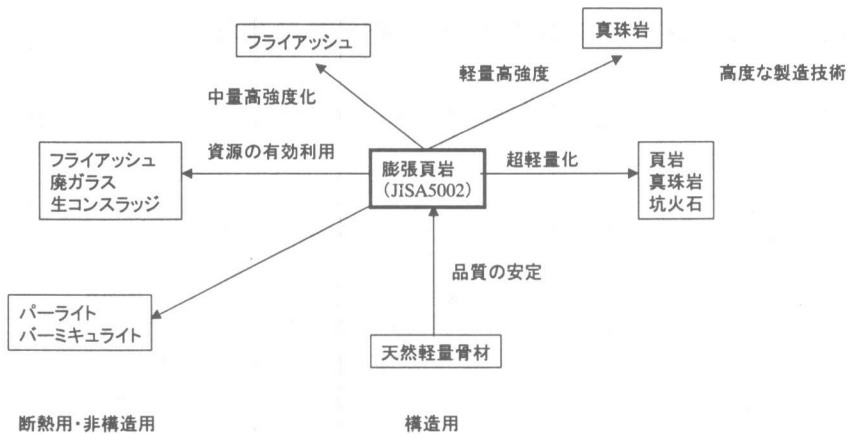 フライアッシュ
真珠岩
軽量高強度
高度な製造技術
中量高強度化
フライアッシュ
廃ガラス
生コンスラッジ
資源の有効利用
膨張頁岩
（JISA5002）
超軽量化
頁岩
真珠岩
坑火石
品質の安定
パーライト
バーミキュライト
天然軽量骨材
断熱用・非構造用
構造用